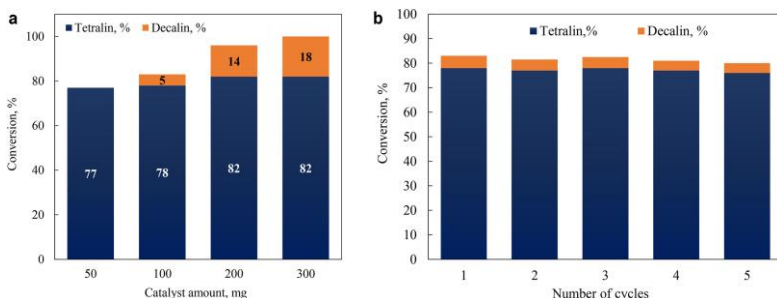 a
Tetralin, % Decalin, %
100
80
60
40
20
0
Conversion, %
77
5
78
14
82
18
82
50 100 200 300
Catalyst amount, mg
b
Tetralin,% Decalin, %
100
90
80
70
60
50
40
30
20
10
0
Conversion, %
1 2 3 4 5
Number of cycles